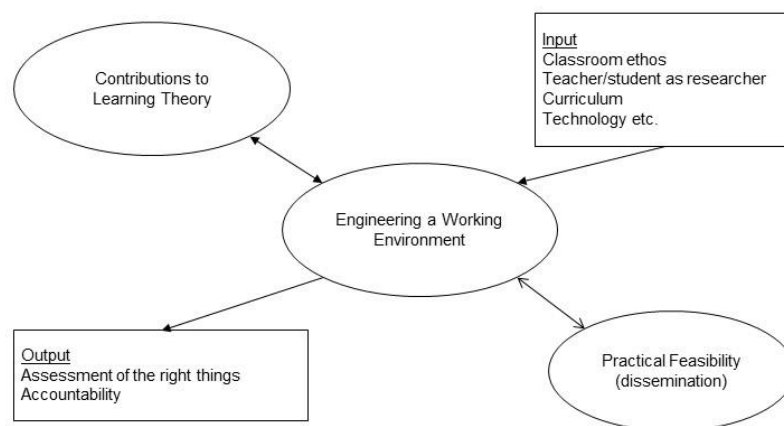 Contributions to
Learning Theory
Input
Classroom ethos
Teacher/student as researcher
Curriculum
Technology etc.
Engineering a Working
Environment
Output
Assessment of the right things
Accountability
Practical Feasibility
(dissemination)